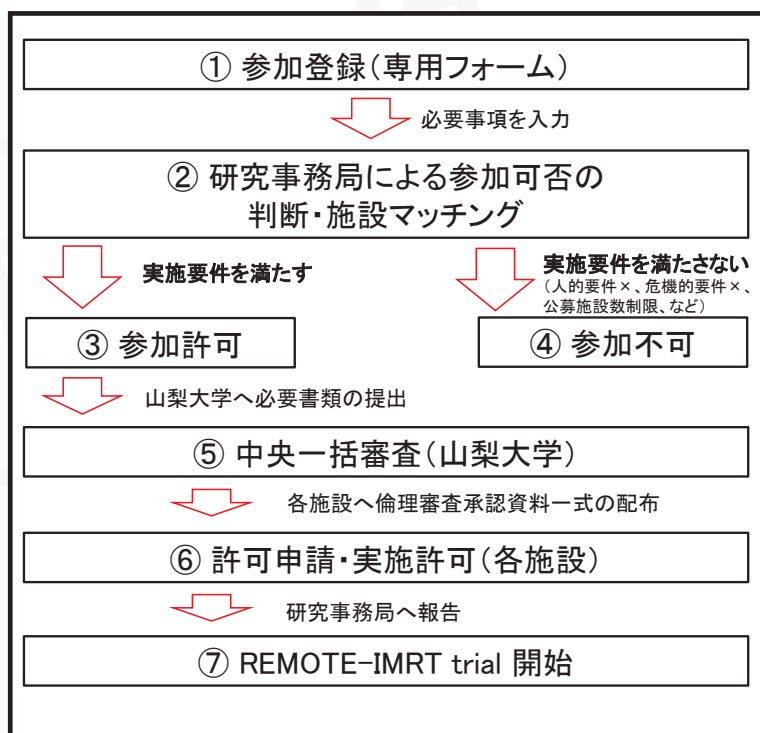 ① 参加登録（専用フォーム）
必要事項を入力
② 研究事務局による参加可否の
判断・施設マッチング
実施要件を満たす
実施要件を満たさない
（人的要件×、危機的要件×、
公募施設数制限、など）
③ 参加許可
④ 参加不可
山梨大学へ必要書類の提出
⑤ 中央一括審査（山梨大学）
各施設へ倫理審査承認資料一式の配布
⑥ 許可申請・実施許可（各施設）
研究事務局へ報告
⑦ REMOTE-IMRT trial 開始